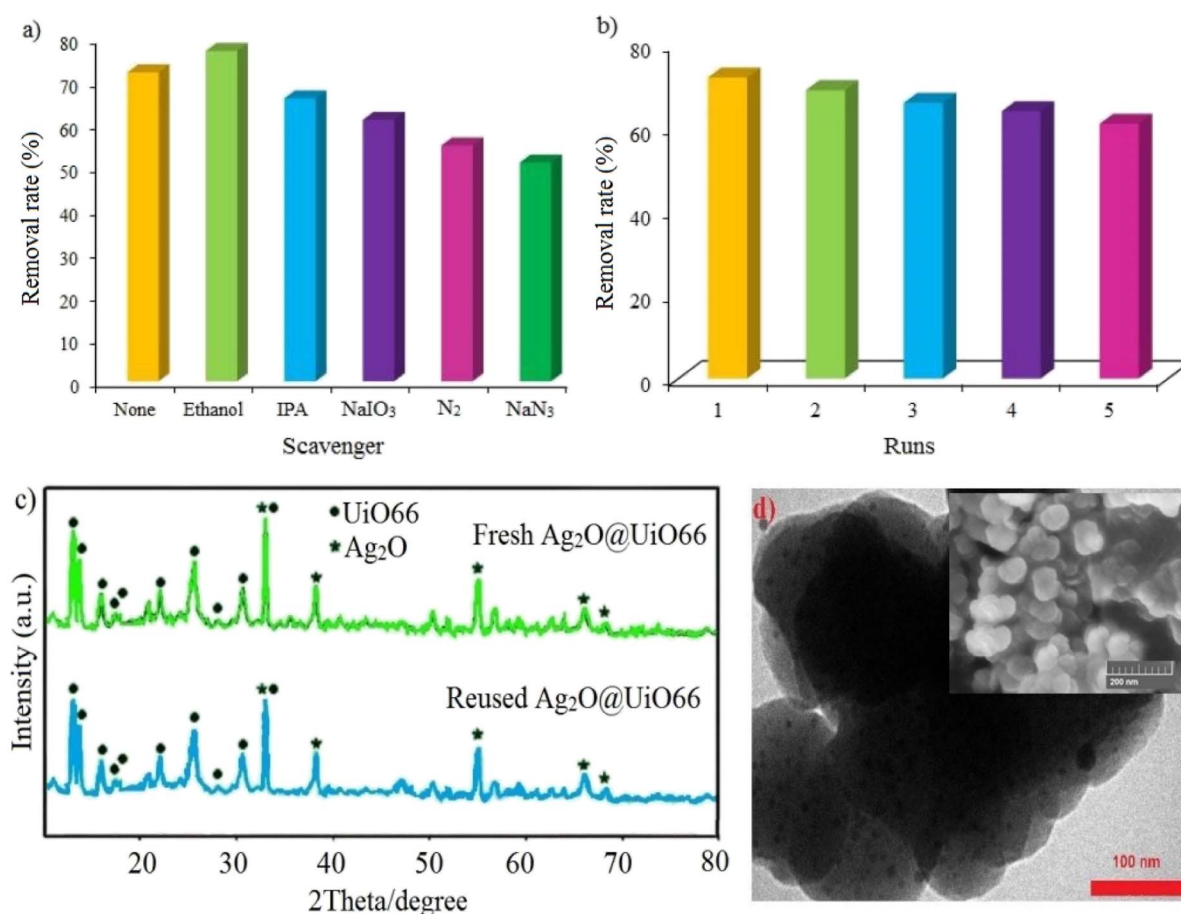 a)
Removal rate (%)
80
70
60
50
40
30
20
10
0
None Ethanol IPA NaIO₃ N₂ NaN₃
Scavenger
b)
Removal rate (%)
80
60
40
20
0
1 2 3 4 5
Runs
c)
Intensity (a.u.)
UiO66
Ag₂O
Fresh Ag₂O@UiO66
Reused Ag₂O@UiO66
20 30 40 50 60 70 80
2Theta/degree
d)
200 nm
100 nm